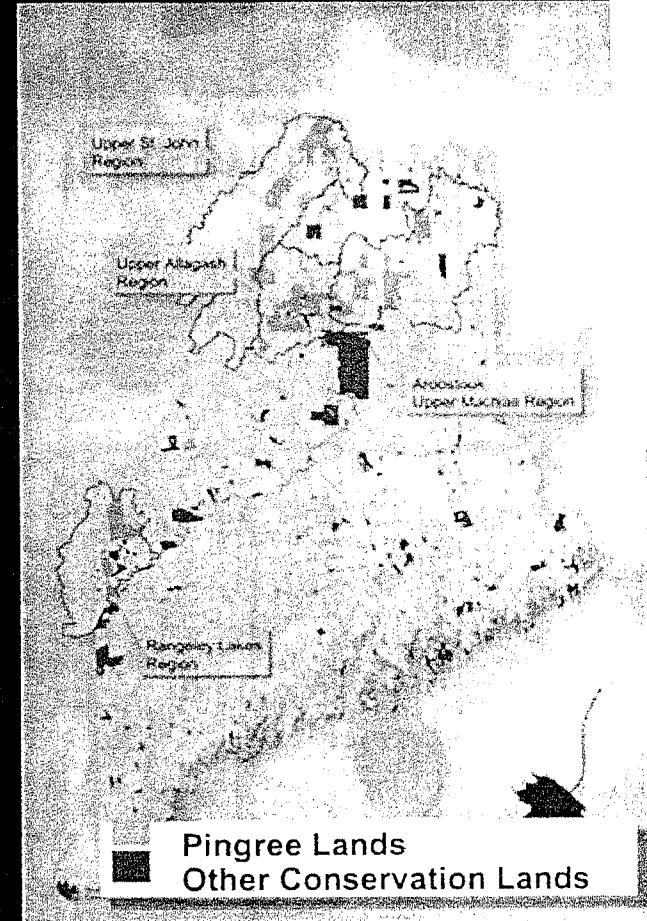 Upper St. John
Region
Upper Allagash
Region
Aroostook
Upper Machias Region
Rangeley Lakes
Region
Pingree Lands
Other Conservation Lands